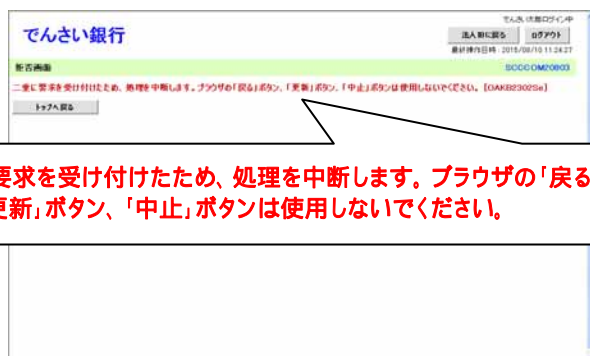 でんさい銀行
でんさい太郎ログイン中
法人IBに戻る
ログアウト
最終操作日時:2015/08/10 11:24:27
拒否画面
SCCCOM20803
二重に要求を受け付けたため、処理を中断します。ブラウザの「戻る」ボタン、「更新」ボタン、「中止」ボタンは使用しないでください。
トップへ戻る
要求を受け付けたため、処理を中断します。ブラウザの「戻る
更新」ボタン、「中止」ボタンは使用しないでください。